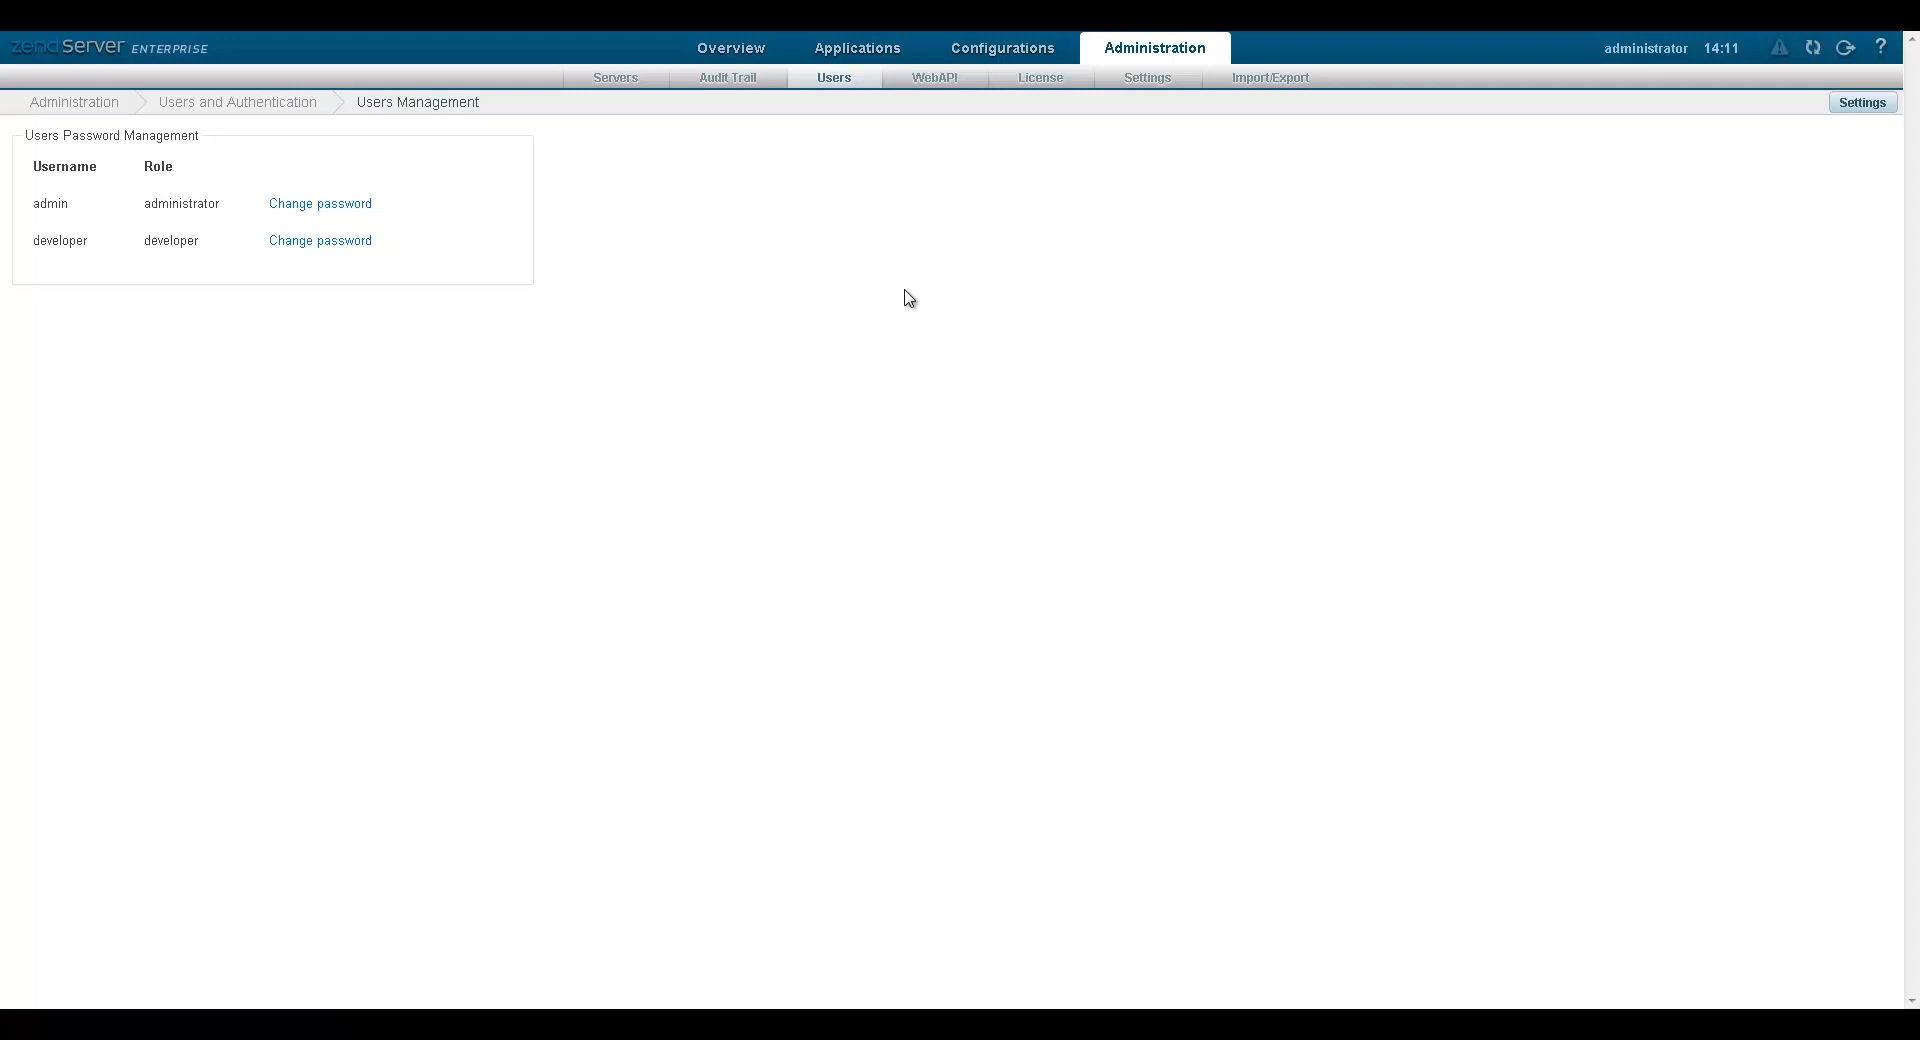 zend Server ENTERPRISE
Overview Applications Configurations Administration
administrator 14:11 ?
Servers Audit Trail Users WebAPI License Settings Import/Export
Administration Users and Authentication Users Management Settings
Users Password Management
Username Role
admin administrator Change password
developer developer Change password